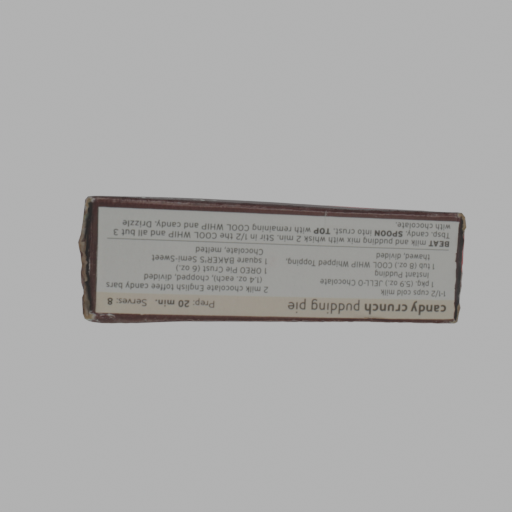 candy crunch pudding pie Prep: 20 min. Serves: 8
1-1/2 cups cold milk
1 pkg. (5.9 oz.) JELL-O Chocolate
Instant Pudding
1 tub (8 oz.) COOL WHIP Whipped Topping,
thawed, divided
2 milk chocolate English toffee candy bars
(1.4 oz. each), chopped, divided
1 OREO Pie Crust (6 oz.)
1 square BAKER'S Semi-Sweet
Chocolate, melted
BEAT milk and pudding mix with whisk 2 min. Stir in 1/2 the COOL WHIP and all but 3
Tbsp. candy. SPOON into crust. TOP with remaining COOL WHIP and candy. Drizzle
with chocolate.